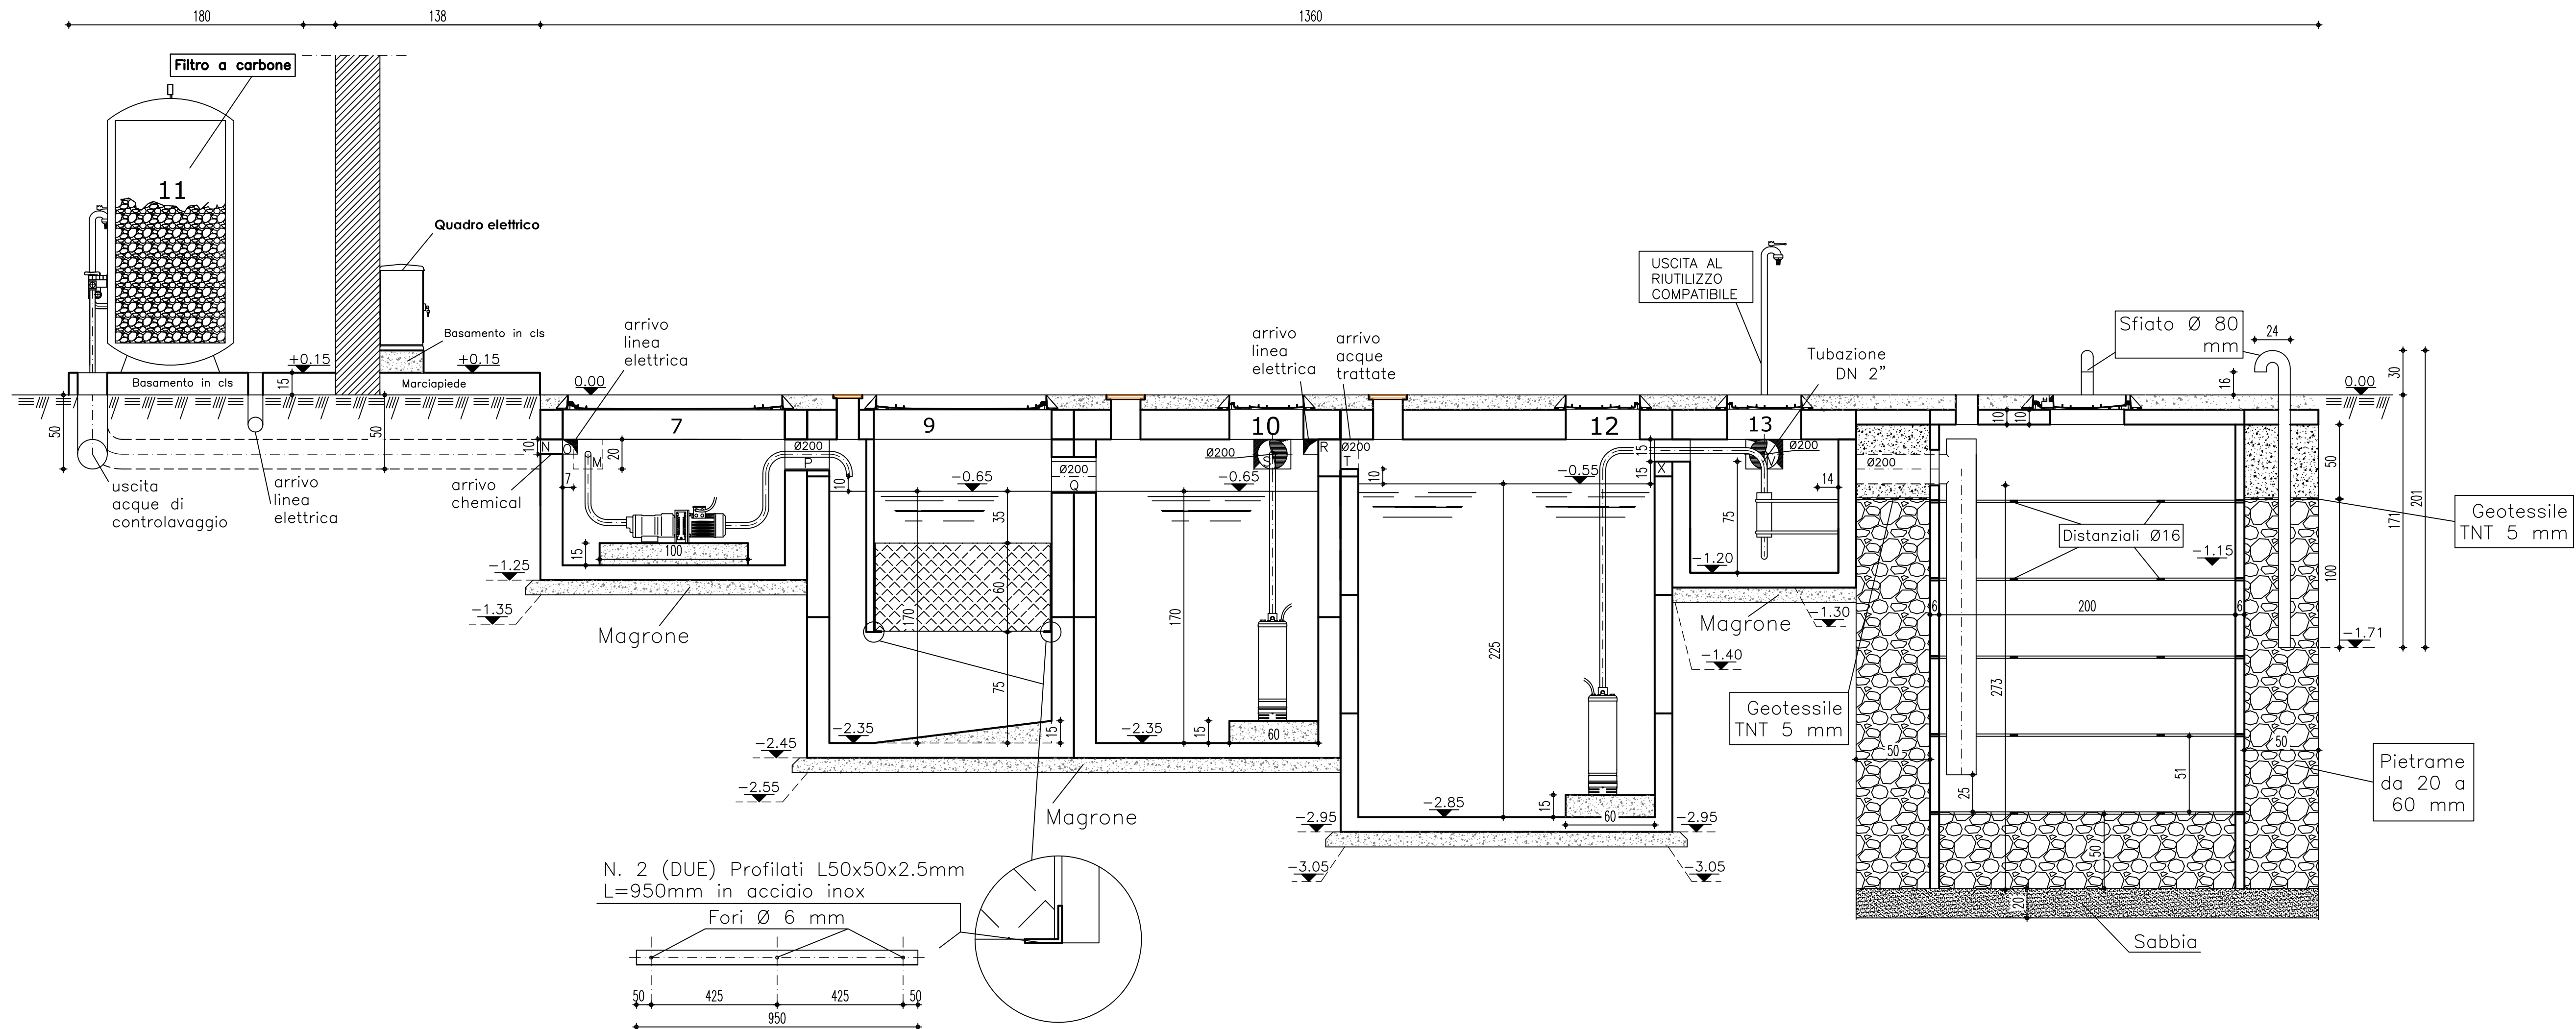 180
138
1360
Filtro a carbone
11
Quadro elettrico
Basamento in cls
+0.15
+0.15
15
Basamento in cls
Marciapiede
50
50
uscita
acque di
controlavaggio
arrivo
linea
elettrica
arrivo
chemical
arrivo
linea
elettrica
0.00
7
10
N
O
M
20
7
15
100
-1.25
-1.35
Magrone
Ø200
P
10
9
-0.65
35
60
170
75
-2.35
15
-2.45
-2.55
Magrone
Ø200
Q
10
Ø200
S
R
-0.65
170
-2.35
15
60
arrivo
linea
elettrica
arrivo
acque
trattate
Ø200
T
10
12
-0.55
15
15
X
225
-2.85
15
60
-2.95
-2.95
-3.05
-3.05
USCITA AL
RIUTILIZZO
COMPATIBILE
Tubazione
DN 2”
13
Ø200
V
14
75
-1.20
Magrone
-1.30
-1.40
Ø200
Geotessile
TNT 5 mm
Sfiato Ø 80
mm
24
16
0.00
30
201
171
10
10
50
Geotessile
TNT 5 mm
Distanziali Ø16
-1.15
100
6
200
6
-1.71
273
50
50
51
25
50
20
Pietrame
da 20 a
60 mm
Sabbia
N. 2 (DUE) Profilati L50x50x2.5mm
L=950mm in acciaio inox
Fori Ø 6 mm
50
425
425
50
950